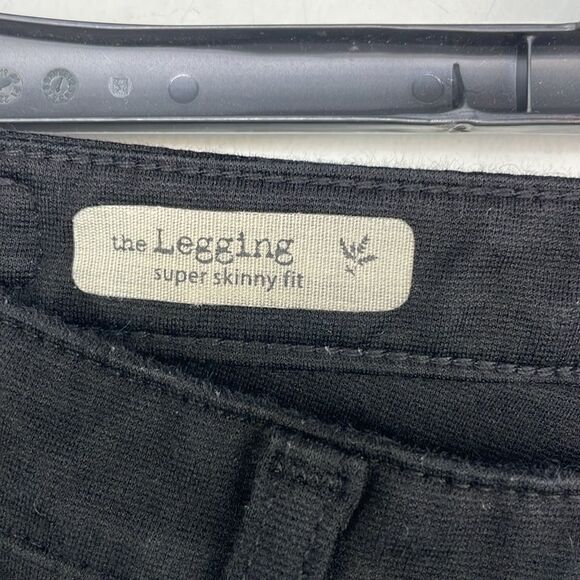 the Legging
super skinny fit